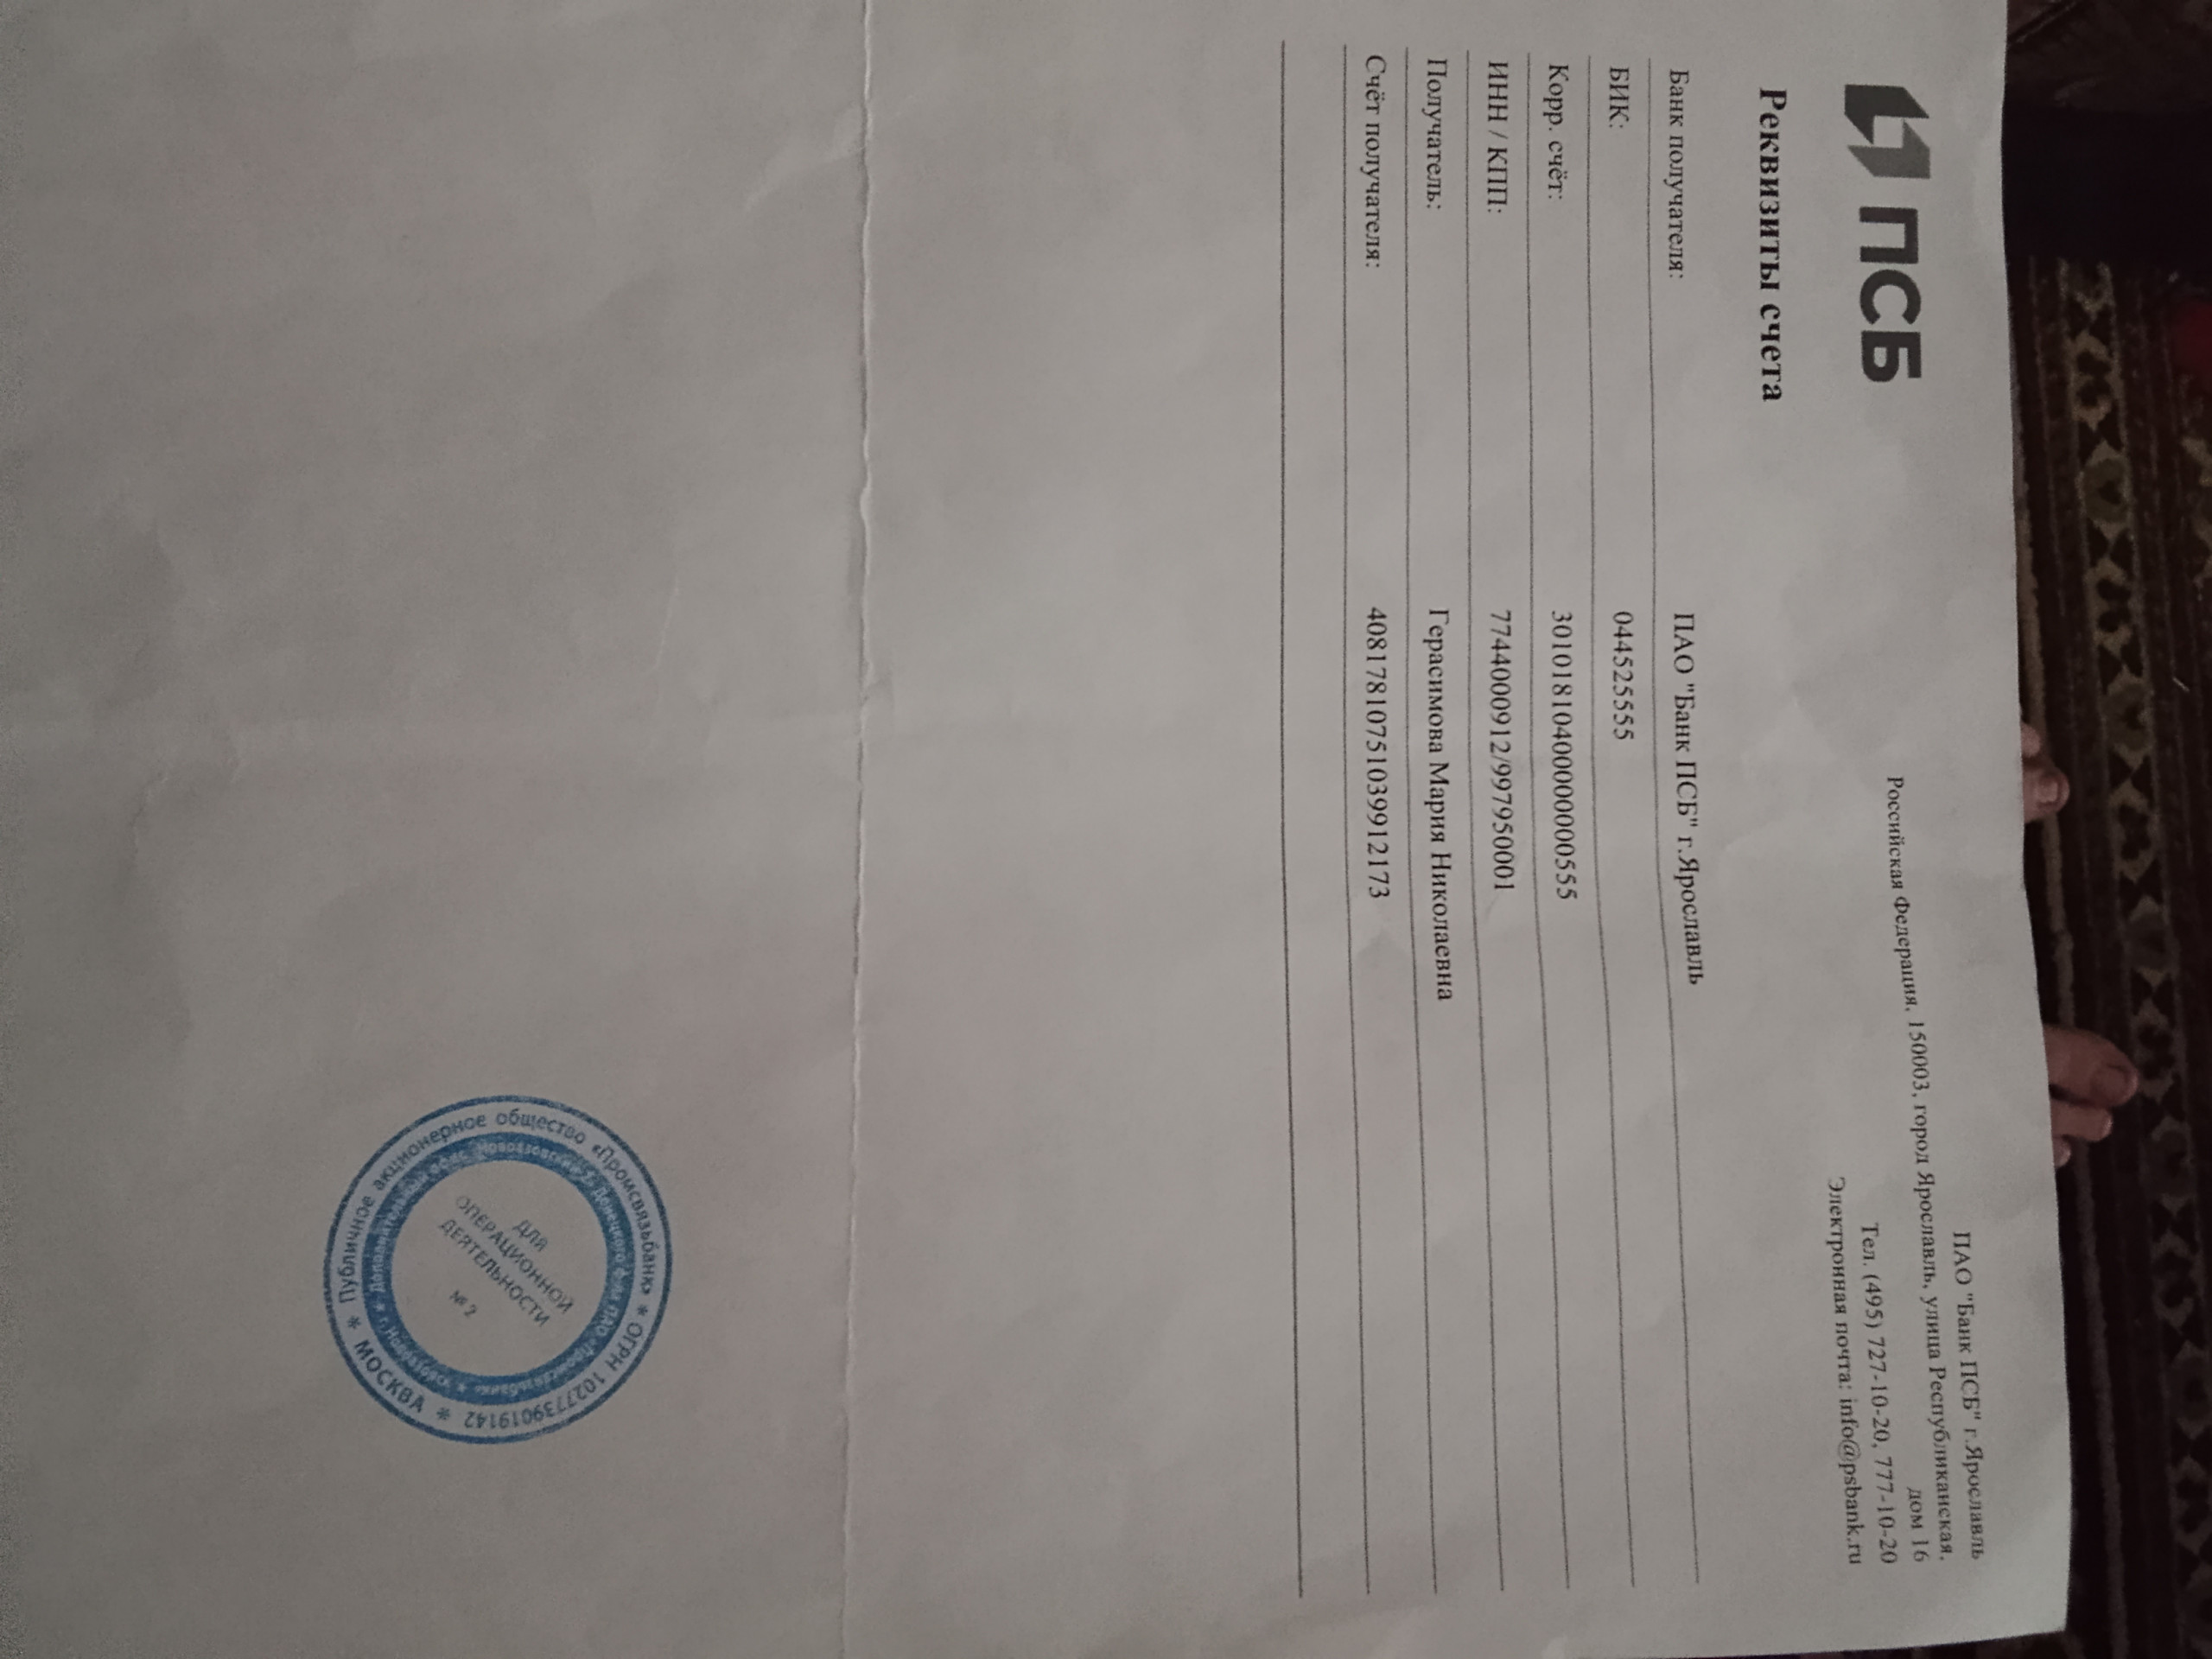 ПСБ
ПАО "Банк ПСБ" г.Ярославль
Российская Федерация, 150003, город Ярославль, улица Республиканская,
дом 16
Тел. (495) 727-10-20, 777-10-20
Электронная почта: info@psbank.ru
Реквизиты счета
Банк получателя: ПАО "Банк ПСБ" г.Ярославль
БИК: 044525555
Корр. счёт: 30101810400000000555
ИНН / КПП: 7744000912/997950001
Получатель: Герасимова Мария Николаевна
Счёт получателя: 40817810751039912173
Публичное акционерное общество «Промсвязьбанк» * ОГРН 1027739019142 * МОСКВА *
ДЛЯ
ОПЕРАЦИОННОЙ
ДЕЯТЕЛЬНОСТИ
№ 2